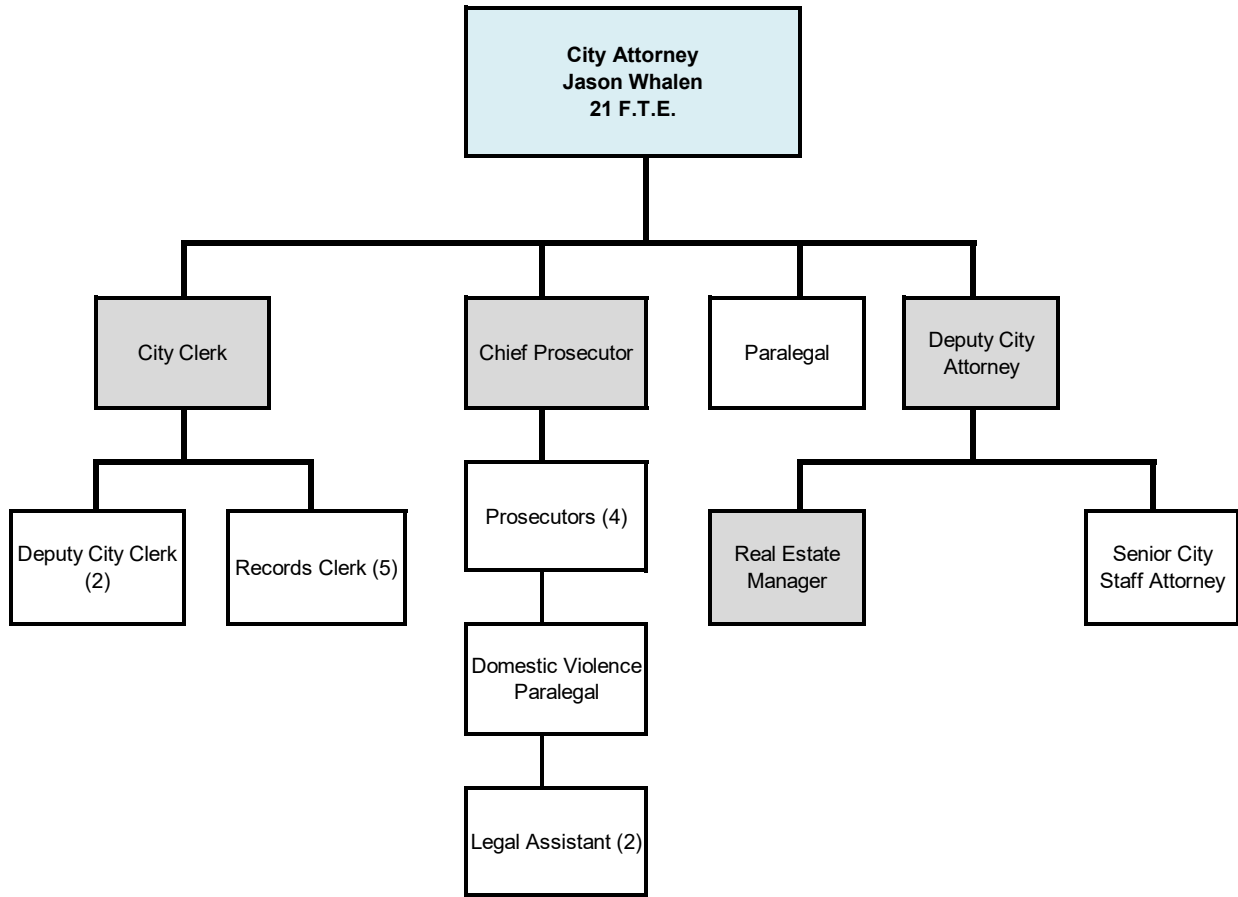 City Attorney
Jason Whalen
21 F.T.E.
City Clerk
Chief Prosecutor
Paralegal
Deputy City
Attorney
Deputy City Clerk
(2)
Records Clerk (5)
Prosecutors (4)
Real Estate
Manager
Senior City
Staff Attorney
Domestic Violence
Paralegal
Legal Assistant (2)